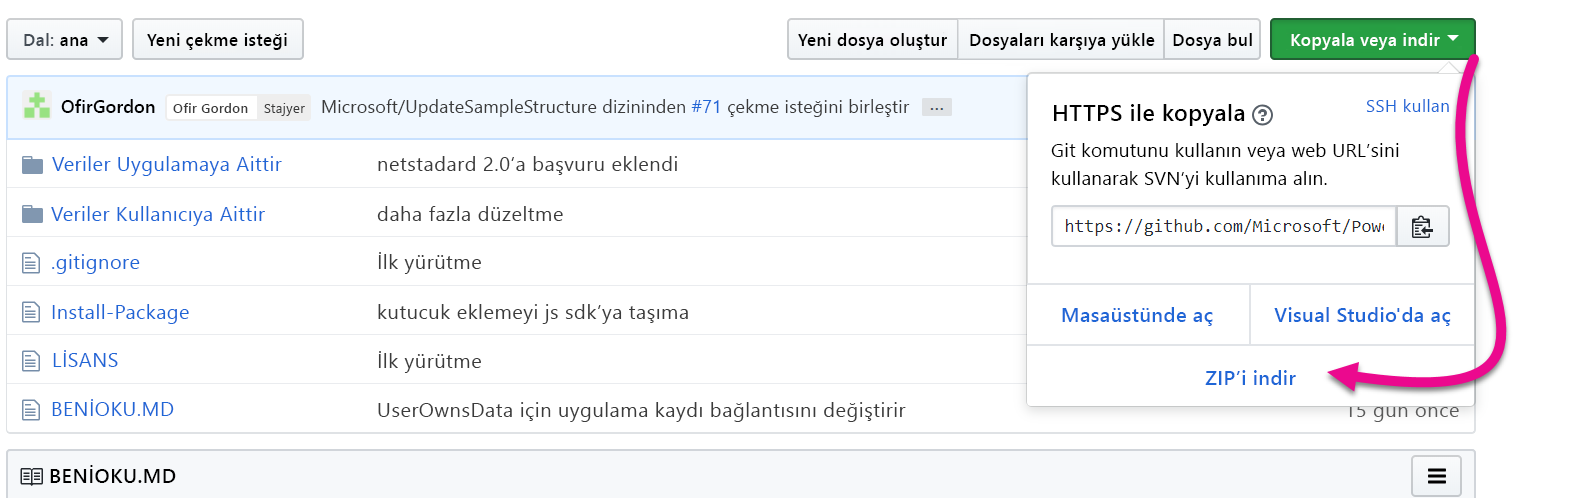 Dal: ana
Yeni çekme isteği
Yeni dosya oluştur
Dosyaları karşıya yükle
Dosya bul
Kopyala veya indir
OfirGordon
Ofir Gordon
Stajyer
Microsoft/UpdateSampleStructure dizininden #71 çekme isteğini birleştir ...
HTTPS ile kopyala
SSH kullan
Git komutunu kullanın veya web URL’sini
kullanarak SVN’yi kullanıma alın.
https://github.com/Microsoft/Powe
Masaüstünde aç
Visual Studio'da aç
ZIP’i indir
Veriler Uygulamaya Aittir
netstadard 2.0’a başvuru eklendi
Veriler Kullanıcıya Aittir
daha fazla düzeltme
.gitignore
İlk yürütme
Install-Package
kutucuk eklemeyi js sdk’ya taşıma
LİSANS
İlk yürütme
BENİOKU.MD
UserOwnsData için uygulama kaydı bağlantısını değiştirir
15 gün önce
BENİOKU.MD